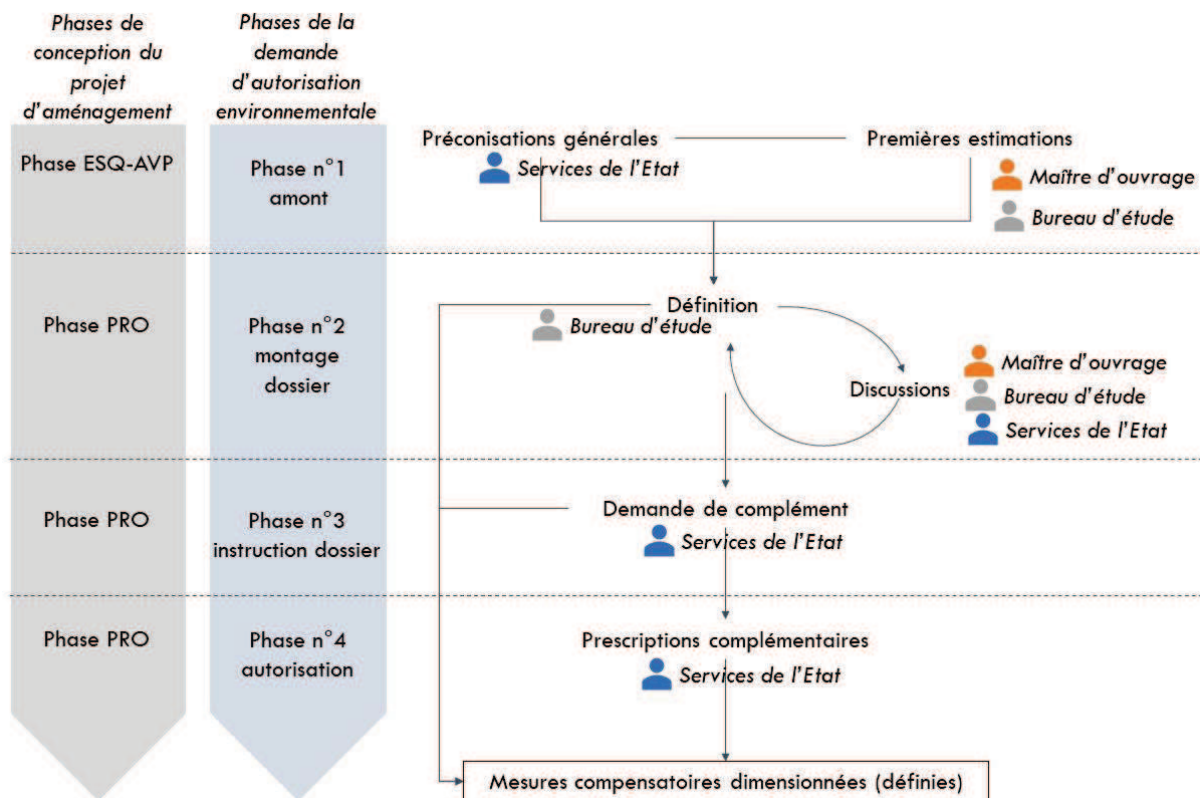 Phases de
conception du
projet
d'aménagement
Phases de la
demande
d'autorisation
environnementale
Phase ESQ-AVP
Phase n°1
amont
Préconisations générales
Services de l'Etat
Premières estimations
Maître d'ouvrage
Bureau d'étude
Phase PRO
Phase n°2
montage
dossier
Définition
Bureau d'étude
Discussions
Maître d'ouvrage
Bureau d'étude
Services de l'Etat
Phase PRO
Phase n°3
instruction dossier
Demande de complément
Services de l'Etat
Phase PRO
Phase n°4
autorisation
Prescriptions complémentaires
Services de l'Etat
Mesures compensatoires dimensionnées (définies)